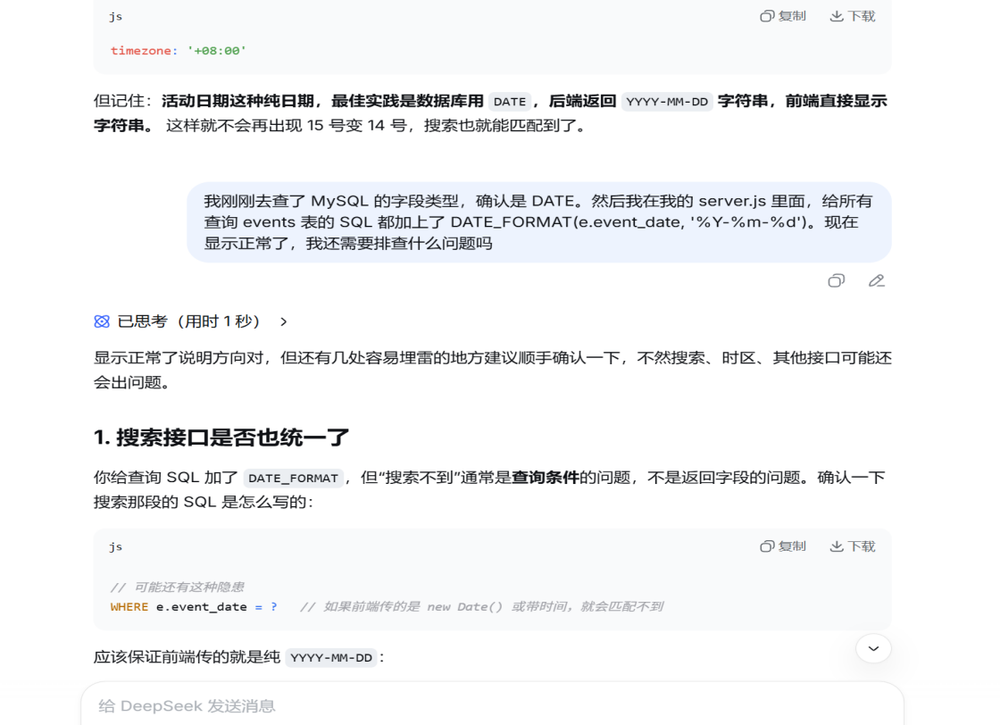 js 复制 下载
timezone: '+08:00'
但记住：活动日期这种纯日期，最佳实践是数据库用 DATE ，后端返回 YYYY-MM-DD 字符串，前端直接显示
字符串。 这样就不会再出现 15 号变 14 号，搜索也就能匹配到了。
我刚刚去查了 MySQL 的字段类型，确认是 DATE。然后我在我的 server.js 里面，给所有
查询 events 表的 SQL 都加上了 DATE_FORMAT(e.event_date, '%Y-%m-%d')。现在
显示正常了，我还需要排查什么问题吗
已思考（用时 1 秒）
显示正常了说明方向对，但还有几处容易埋雷的地方建议顺手确认一下，不然搜索、时区、其他接口可能还
会出问题。
1. 搜索接口是否也统一了
你给查询 SQL 加了 DATE_FORMAT ，但“搜索不到”通常是查询条件的问题，不是返回字段的问题。确认一下
搜索那段的 SQL 是怎么写的：
js 复制 下载
// 可能还有这种隐患
WHERE e.event_date = ? // 如果前端传的是 new Date() 或带时间，就会匹配不到
应该保证前端传的就是纯 YYYY-MM-DD ：
给 DeepSeek 发送消息